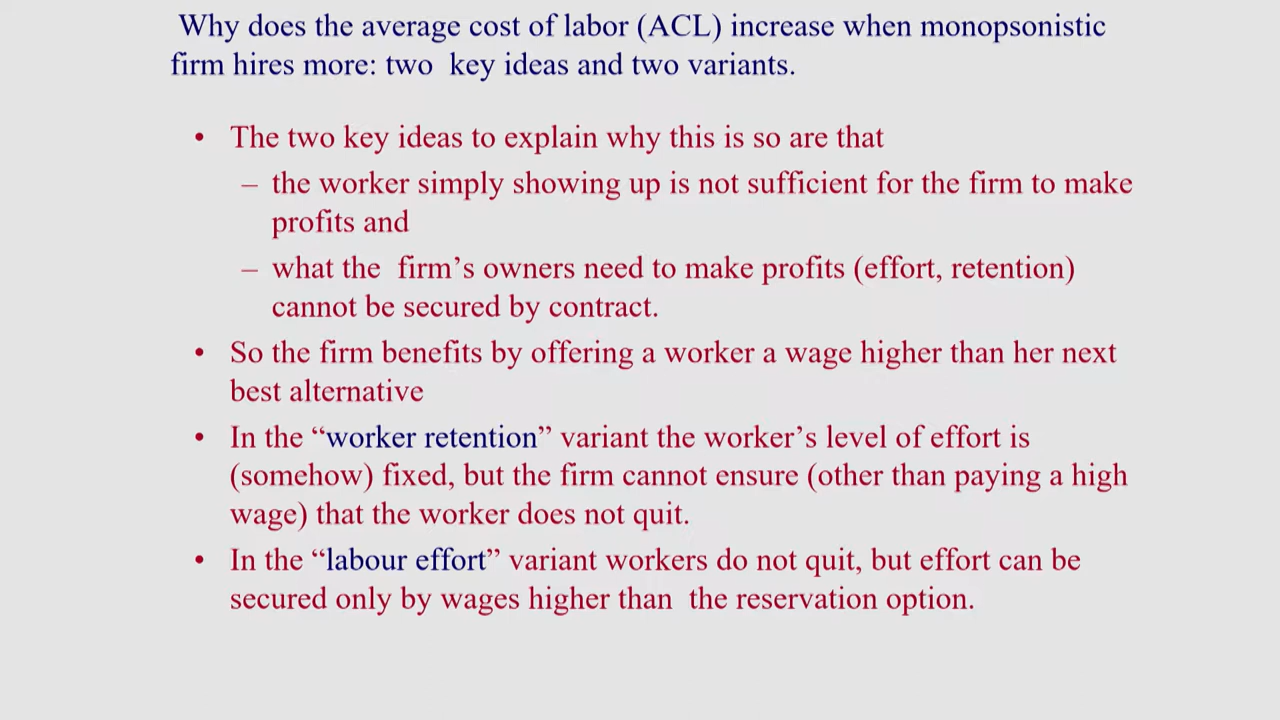 Why does the average cost of labor (ACL) increase when monopsonistic
firm hires more: two key ideas and two variants.
• The two key ideas to explain why this is so are that
– the worker simply showing up is not sufficient for the firm to make
profits and
– what the firm’s owners need to make profits (effort, retention)
cannot be secured by contract.
• So the firm benefits by offering a worker a wage higher than her next
best alternative
• In the “worker retention” variant the worker’s level of effort is
(somehow) fixed, but the firm cannot ensure (other than paying a high
wage) that the worker does not quit.
• In the “labour effort” variant workers do not quit, but effort can be
secured only by wages higher than the reservation option.